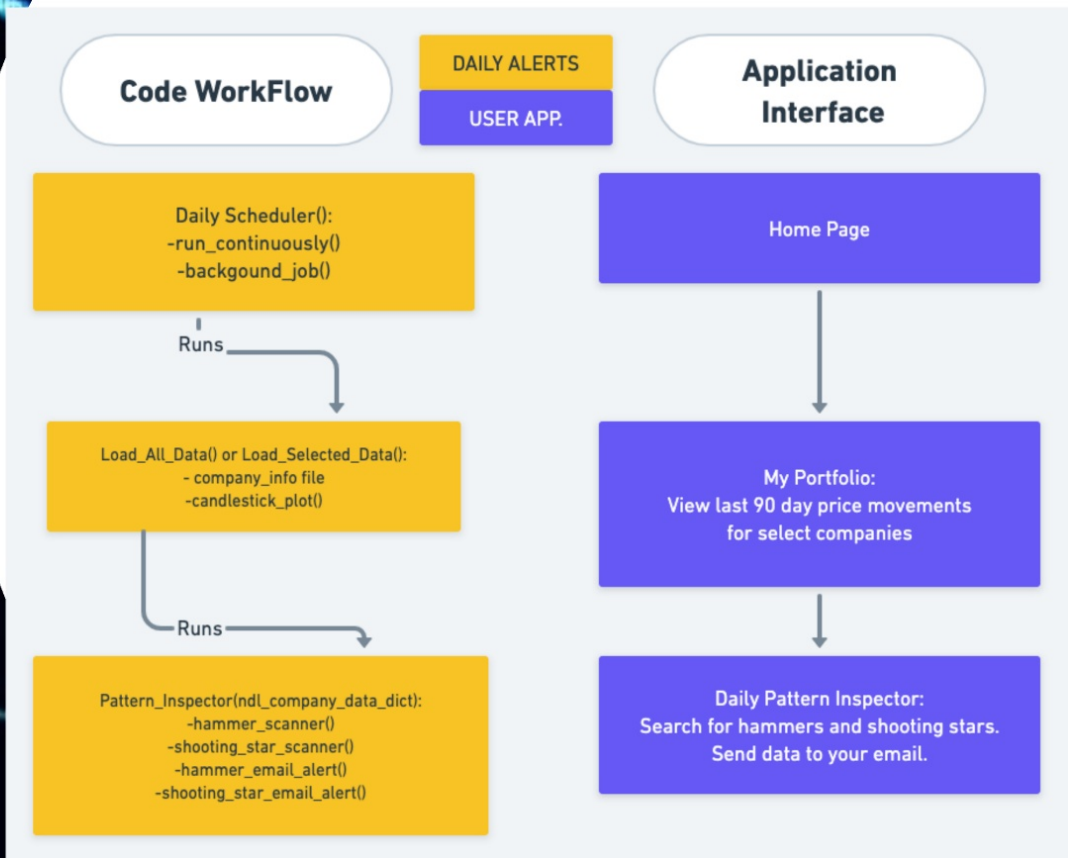 Code WorkFlow
DAILY ALERTS
USER APP.
Application
Interface
Daily Scheduler():
-run_continuously()
-backgound_job()
Runs
Load_All_Data() or Load_Selected_Data():
- company_info file
-candlestick_plot()
Runs
Pattern_Inspector(ndl_company_data_dict):
-hammer_scanner()
-shooting_star_scanner()
-hammer_email_alert()
-shooting_star_email_alert()
Home Page
My Portfolio:
View last 90 day price movements
for select companies
Daily Pattern Inspector:
Search for hammers and shooting stars.
Send data to your email.